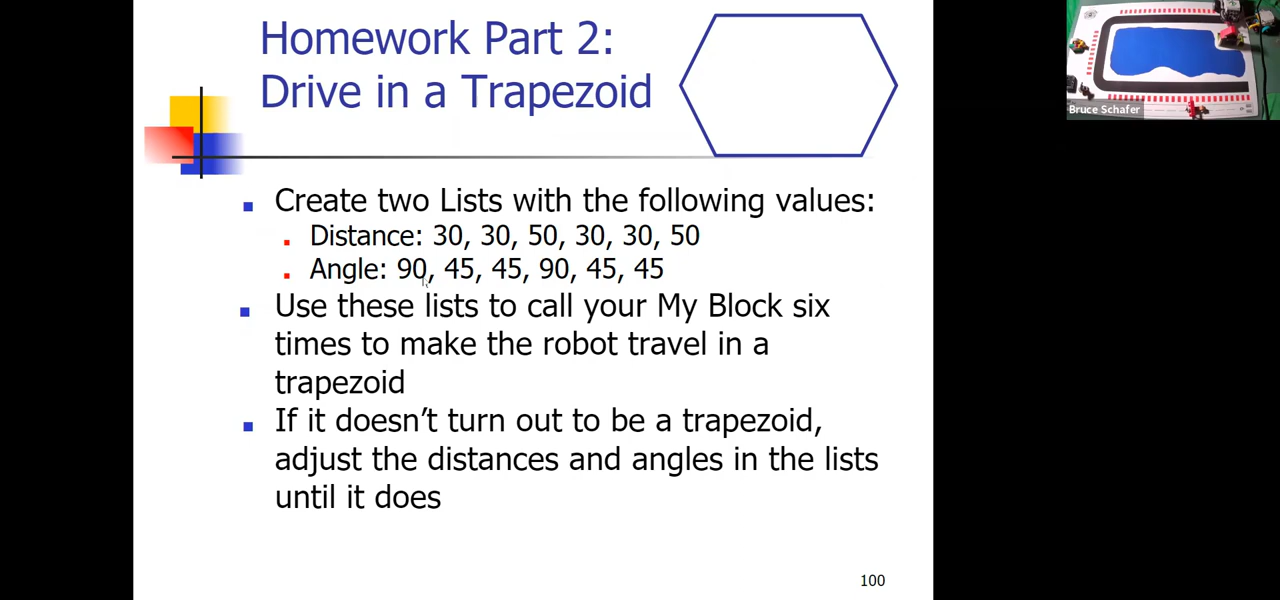 Homework Part 2:
Drive in a Trapezoid
Create two Lists with the following values:
Distance: 30, 30, 50, 30, 30, 50
Angle: 90, 45, 45, 90, 45, 45
Use these lists to call your My Block six
times to make the robot travel in a
trapezoid
If it doesn’t turn out to be a trapezoid,
adjust the distances and angles in the lists
until it does
100
Bruce Schafer